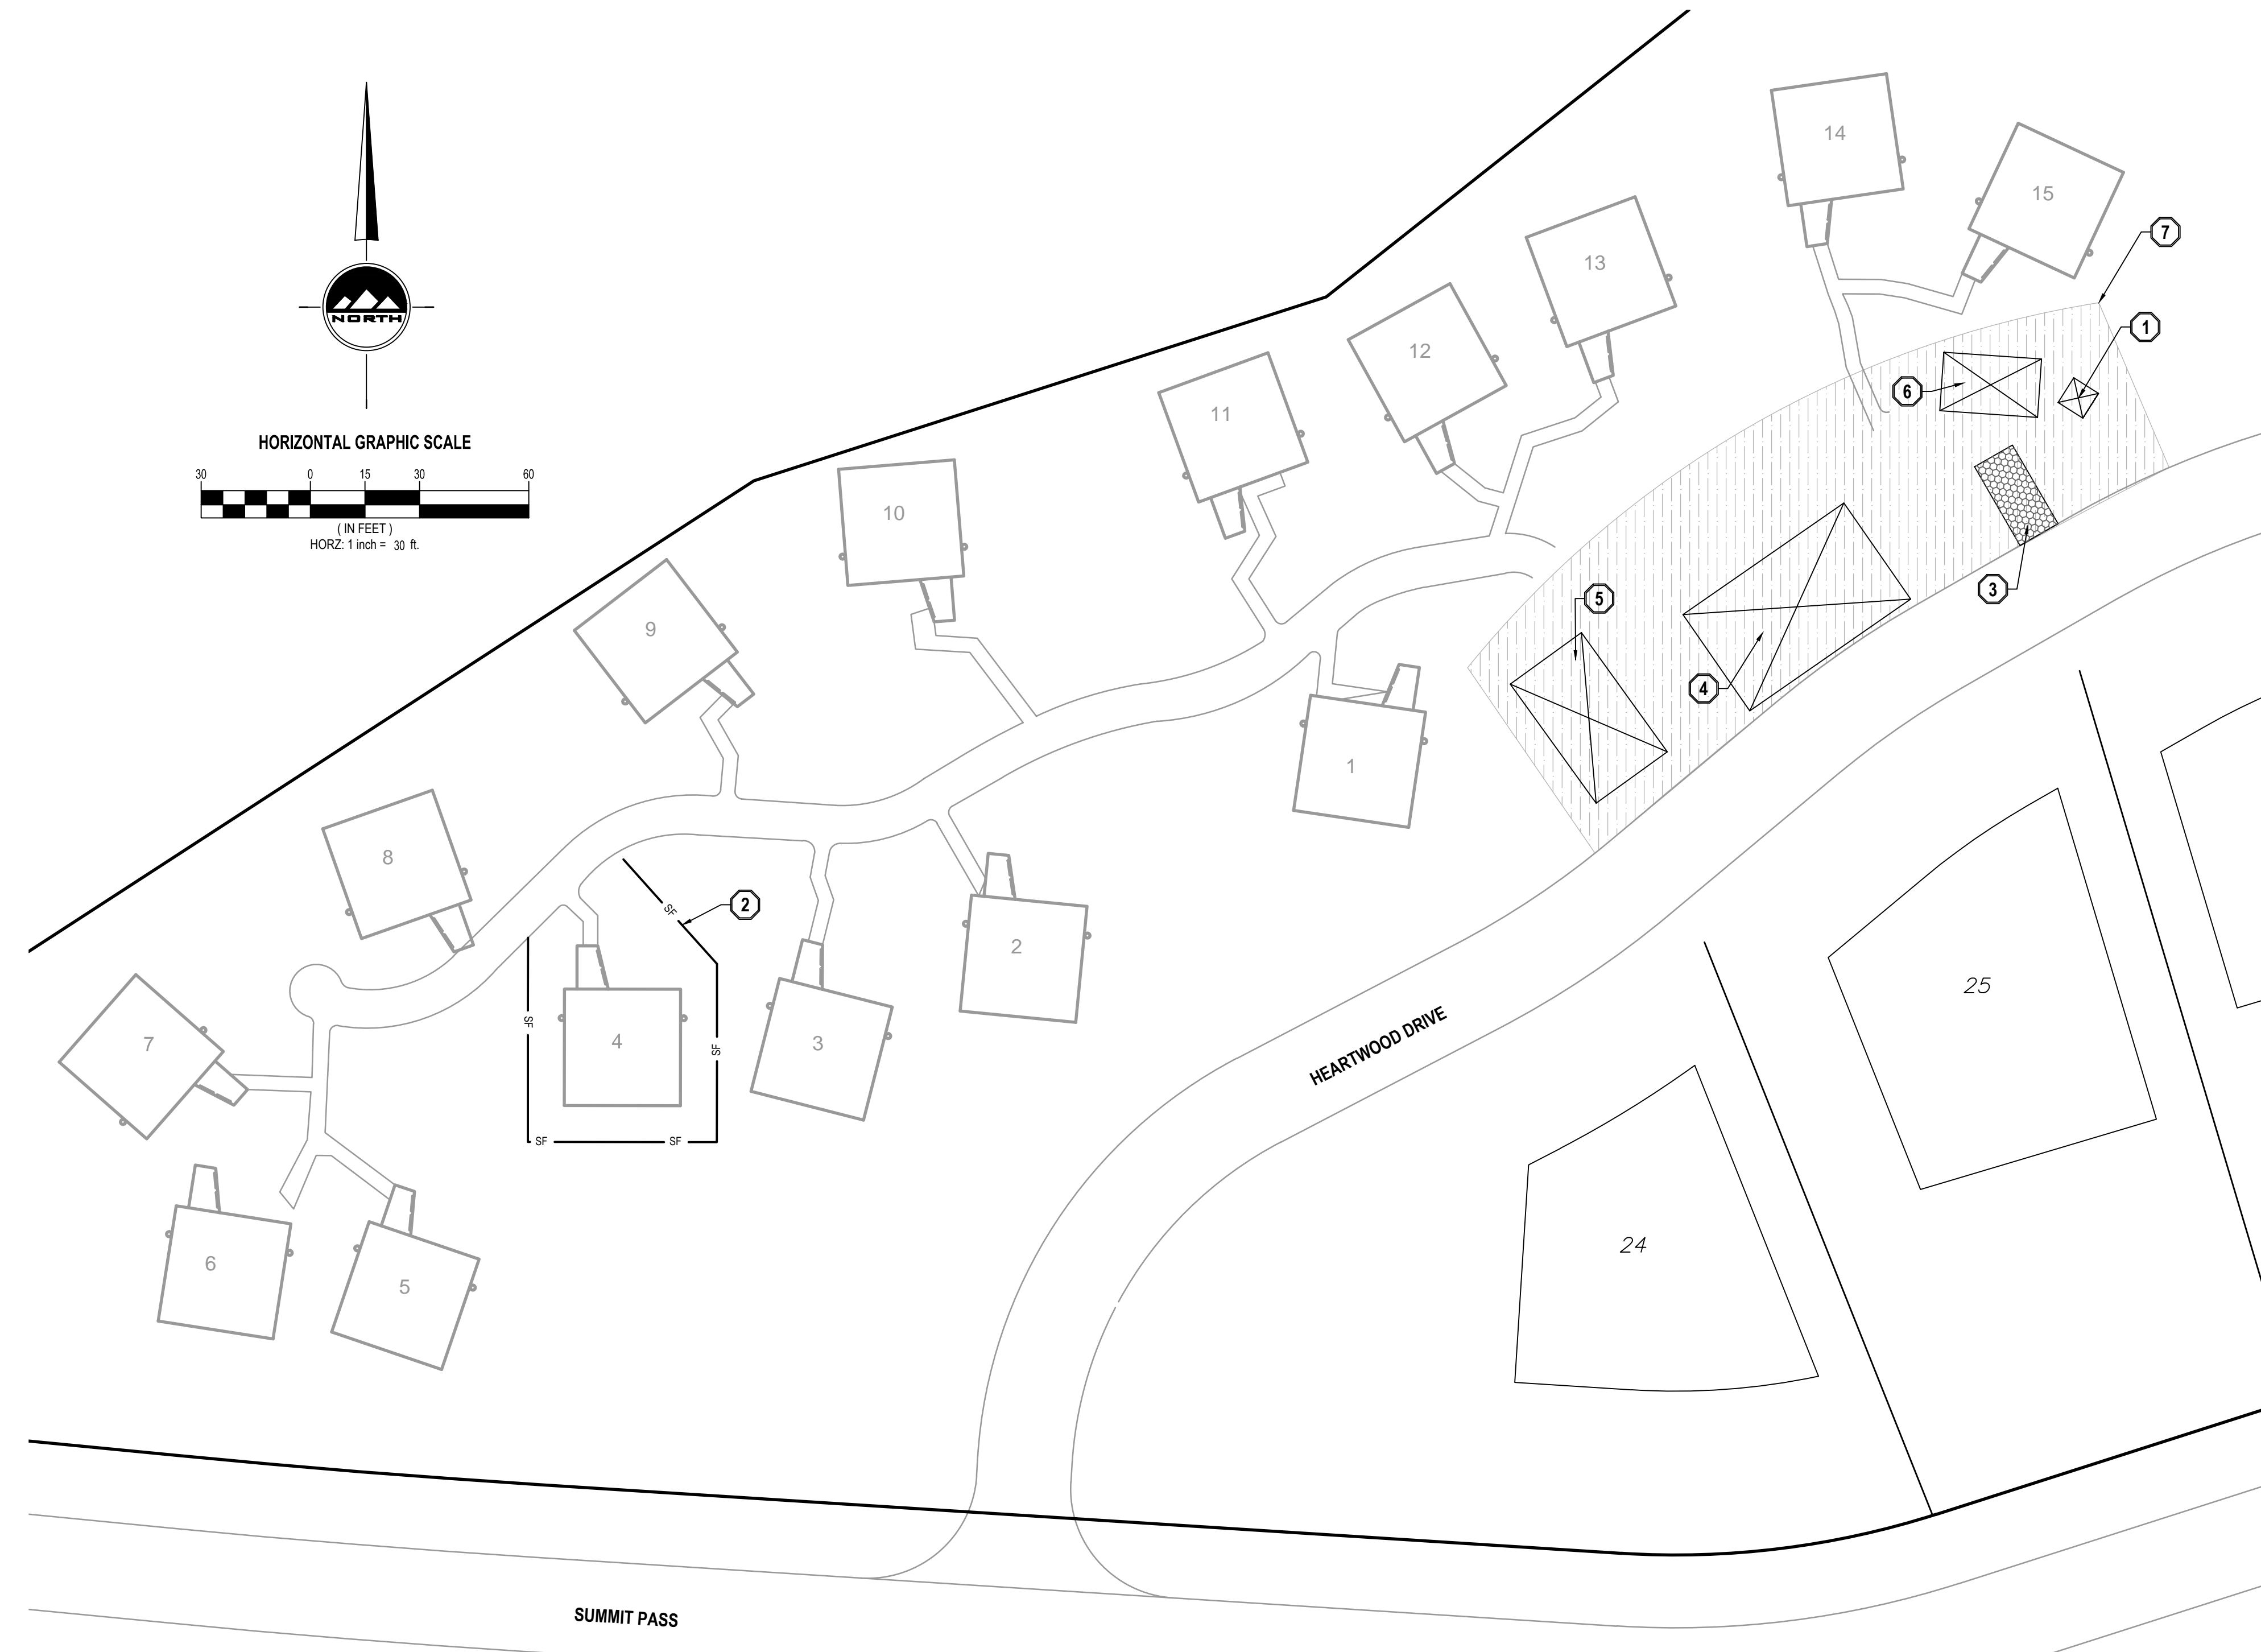 14
15
7
13
1
NORTH
12
6
11
HORIZONTAL GRAPHIC SCALE
30 0 15 30 60
10
( IN FEET )
HORZ: 1 inch = 30 ft.
3
5
9
4
1
8
SF
2
2
25
SF
SF
HEARTWOOD DRIVE
7
4
3
SF
SF
24
6
5
SUMMIT PASS